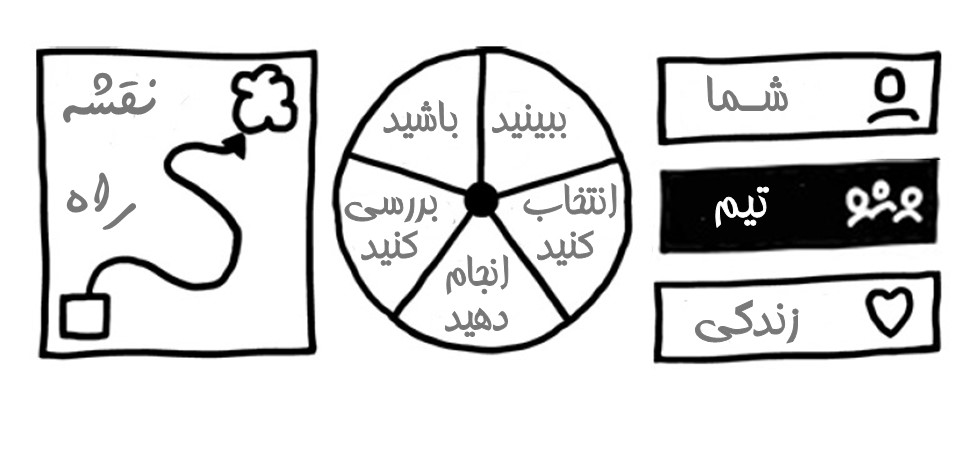 نقشه
راه
ببینید
انتخاب
کنید
انجام
دهید
بررسی
کنید
باشید
شما
تیم
زندگی